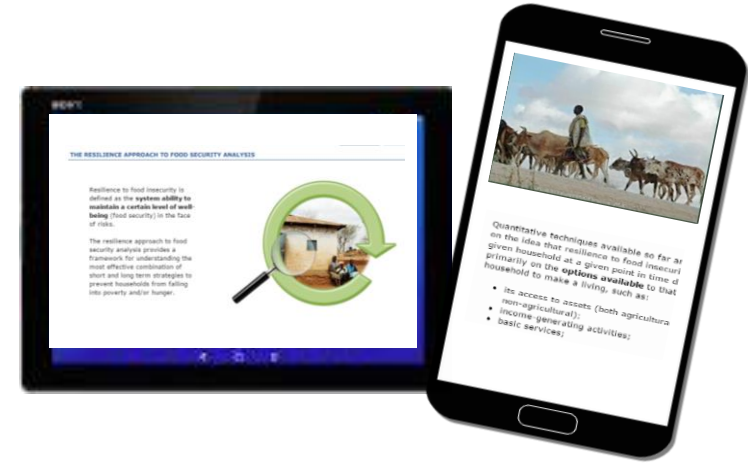 SONY
THE RESILIENCE APPROACH TO FOOD SECURITY ANALYSIS
Resilience to food insecurity is
defined as the system ability to
maintain a certain level of well-
being (food security) in the face
of risks.
The resilience approach to food
security analysis provides a
framework for understanding the
most effective combination of
short and long term strategies to
prevent households from falling
into poverty and/or hunger.
Quantitative techniques available so far ar
on the idea that resilience to food insecuri
given household at a given point in time d
primarily on the options available to that
household to make a living, such as:
• its access to assets (both agricultura
non-agricultural);
• income-generating activities;
• basic services;